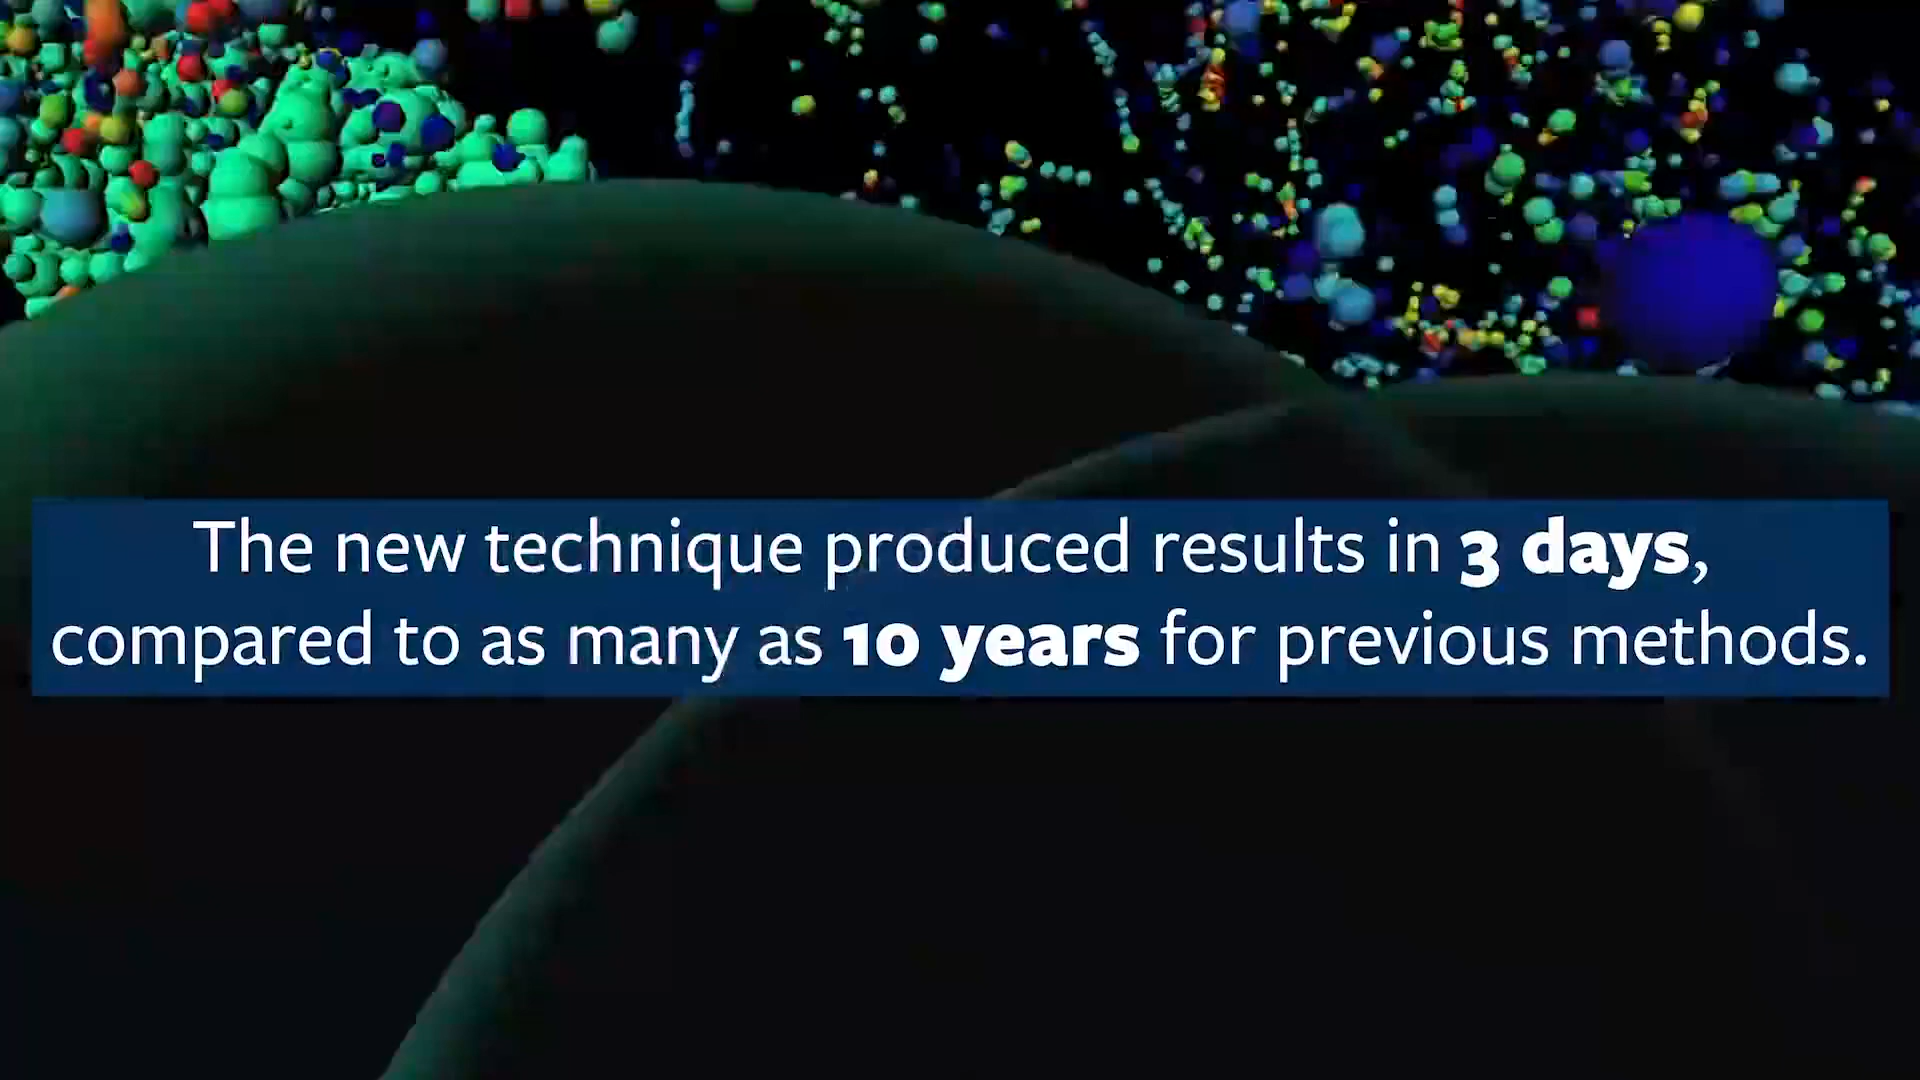 The new technique produced results in 3 days,
compared to as many as 10 years for previous methods.